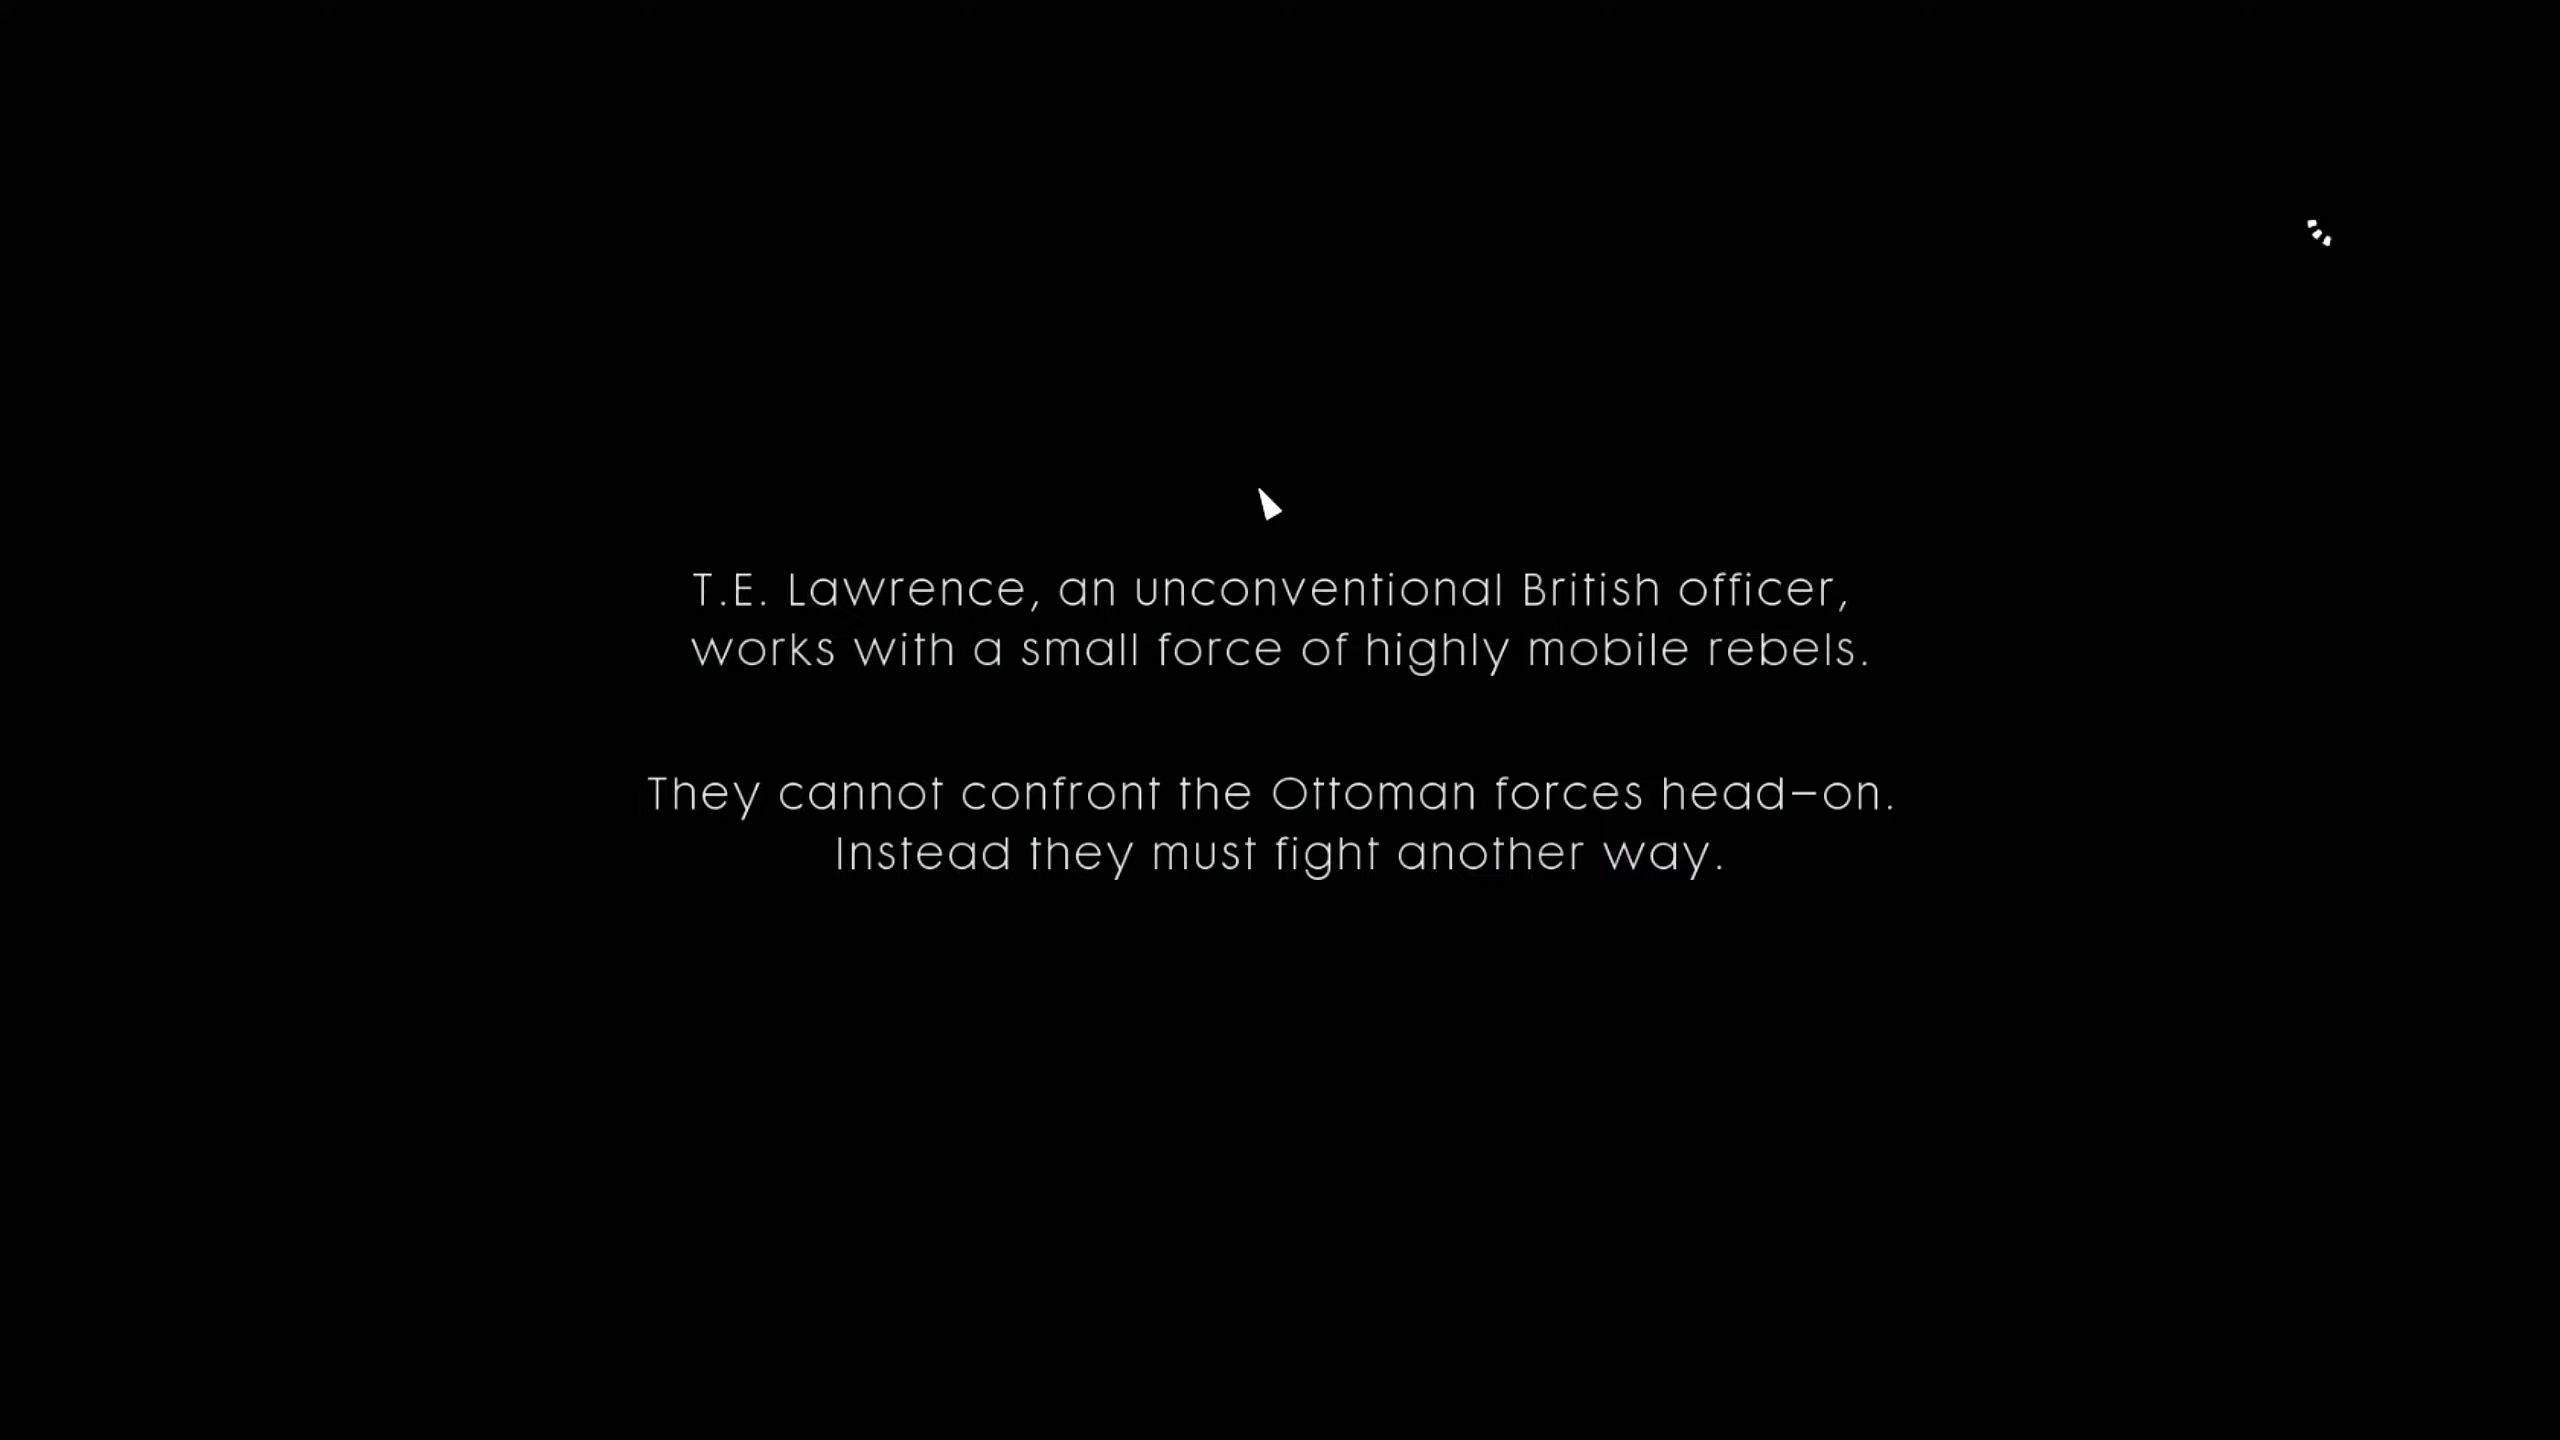 T.E. Lawrence, an unconventional British officer,
works with a small force of highly mobile rebels.
They cannot confront the Ottoman forces head-on.
Instead they must fight another way.